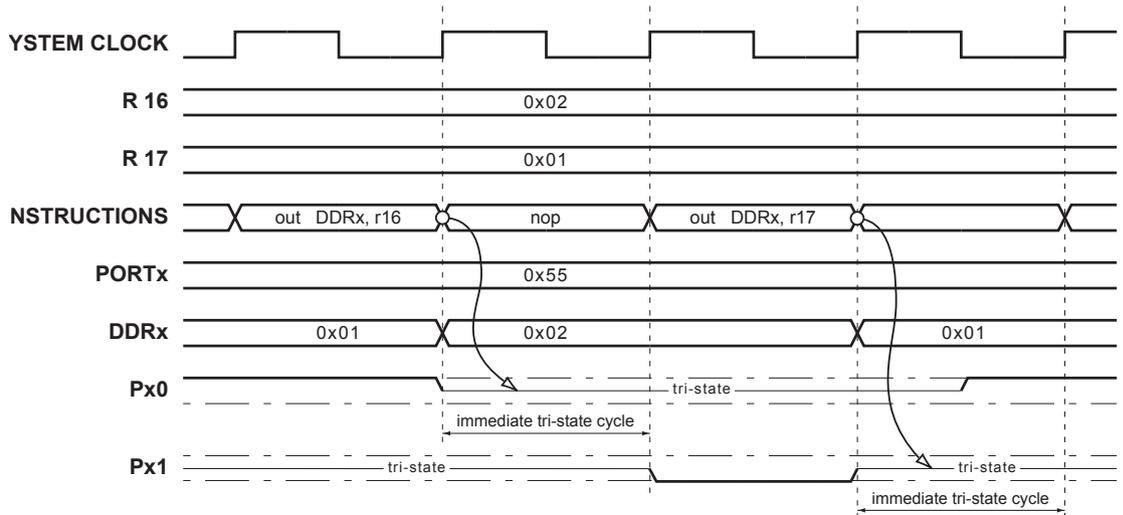 YSTEM CLOCK
R 16
0x02
R 17
0x01
NSTRUCTIONS
out DDRx, r16
nop
out DDRx, r17
PORTx
0x55
DDRx
0x01
0x02
0x01
Px0
tri-state
immediate tri-state cycle
Px1
tri-state
tri-state
immediate tri-state cycle